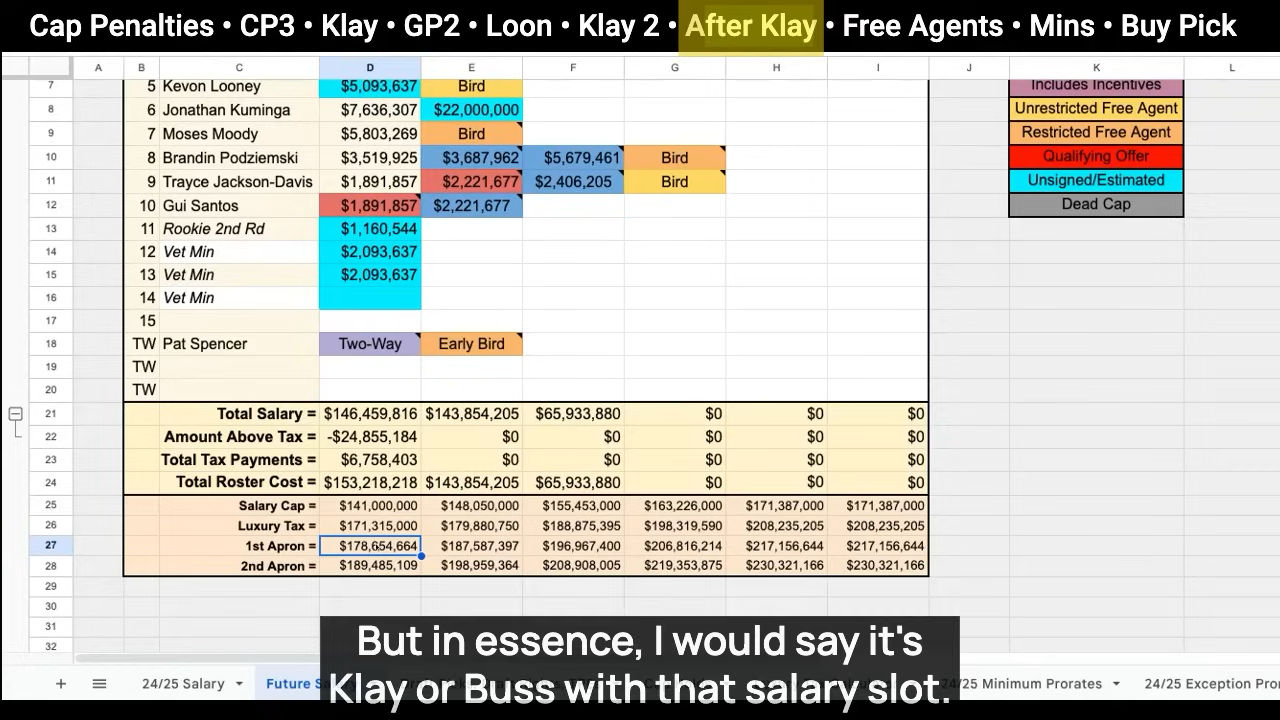 Cap Penalties • CP3 • Klay • GP2 • Loon • Klay 2 • After Klay • Free Agents • Mins • Buy Pick
A B C D E F G H I J K L
7 5 Kevon Looney $5,093,637 Bird Includes Incentives
8 6 Jonathan Kuminga $7,636,307 $22,000,000 Unrestricted Free Agent
9 7 Moses Moody $5,803,269 Bird Restricted Free Agent
10 8 Brandin Podziemski $3,519,925 $3,687,962 $5,679,461 Bird Qualifying Offer
11 9 Trayce Jackson-Davis $1,891,857 $2,221,677 $2,406,205 Bird Unsigned/Estimated
12 10 Gui Santos $1,891,857 $2,221,677 Dead Cap
13 11 Rookie 2nd Rd $1,160,544
14 12 Vet Min $2,093,637
15 13 Vet Min $2,093,637
16 14 Vet Min
17 15
18 TW Pat Spencer Two-Way Early Bird
19 TW
20 TW
21 Total Salary = $146,459,816 $143,854,205 $65,933,880 $0 $0 $0
22 Amount Above Tax = -$24,855,184 $0 $0 $0 $0 $0
23 Total Tax Payments = $6,758,403 $0 $0 $0 $0 $0
24 Total Roster Cost = $153,218,218 $143,854,205 $65,933,880 $0 $0 $0
25 Salary Cap = $141,000,000 $148,050,000 $155,453,000 $163,226,000 $171,387,000 $171,387,000
26 Luxury Tax = $171,315,000 $179,880,750 $188,875,395 $198,319,590 $208,235,205 $208,235,205
27 1st Apron = $178,654,664 $187,587,397 $196,967,400 $206,816,214 $217,156,644 $217,156,644
28 2nd Apron = $189,485,109 $198,959,364 $208,908,005 $219,353,875 $230,321,166 $230,321,166
29
30
31
32
But in essence, I would say it's
Klay or Buss with that salary slot.
24/25 Salary Future Sa 24/25 Minimum Prorates 24/25 Exception Pro